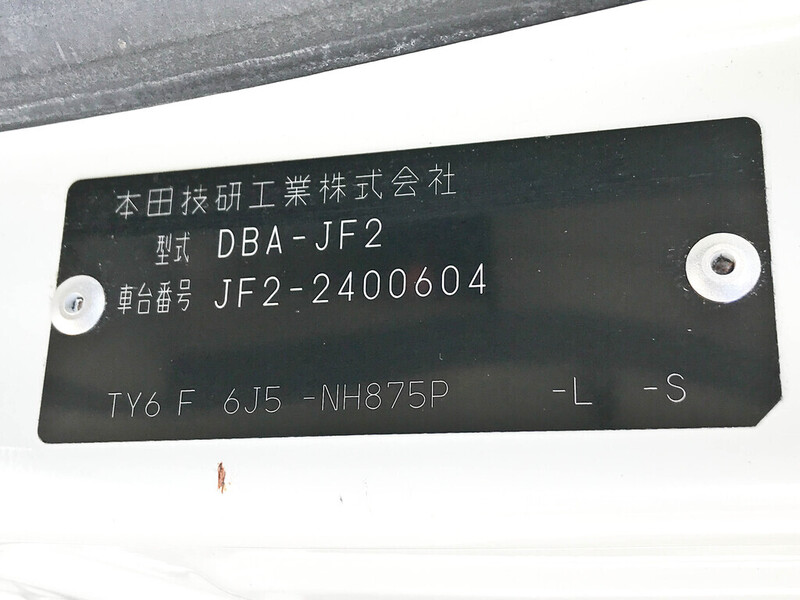 本田技研工業株式会社
型式 DBA-JF2
車台番号 JF2-2400604
TY6 F 6J5 -NH875P -L -S